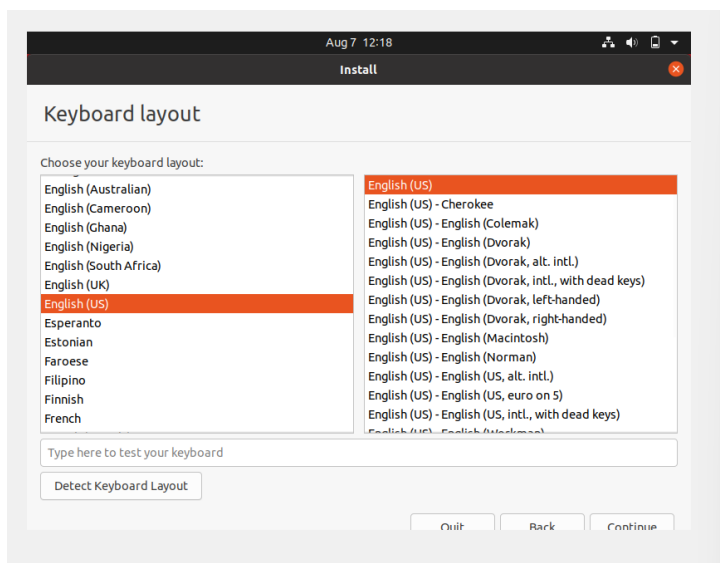 Aug 7 12:18
Install
Keyboard layout
Choose your keyboard layout:
English (Australian)
English (Cameroon)
English (Ghana)
English (Nigeria)
English (South Africa)
English (UK)
English (US)
Esperanto
Estonian
Faroese
Filipino
Finnish
French
English (US)
English (US) - Cherokee
English (US) - English (Colemak)
English (US) - English (Dvorak)
English (US) - English (Dvorak, alt. intl.)
English (US) - English (Dvorak, intl., with dead keys)
English (US) - English (Dvorak, left-handed)
English (US) - English (Dvorak, right-handed)
English (US) - English (Macintosh)
English (US) - English (Norman)
English (US) - English (US, alt. intl.)
English (US) - English (US, euro on 5)
English (US) - English (US, intl., with dead keys)
English (US) - English (Workman)
Type here to test your keyboard
Detect Keyboard Layout
Quit Back Continue